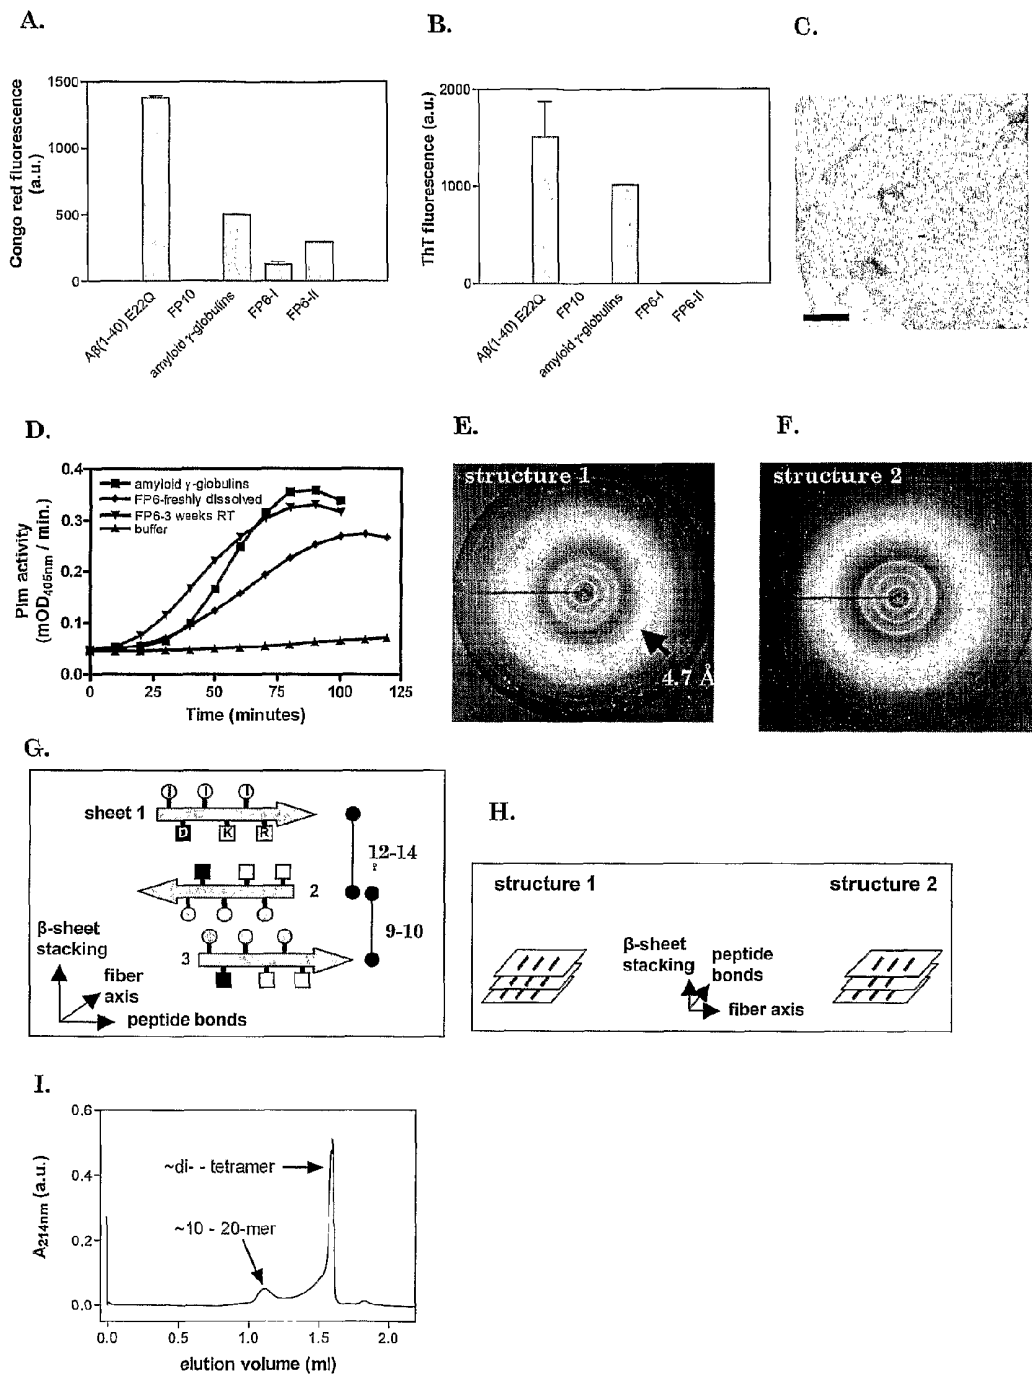 A.
Congo red fluorescence
(a.u.)
1500
1000
500
0
Aβ(1-40) E22Q
FP10
amyloid γ-globulins
FP6-I
FP6-II
B.
ThT fluorescence (a.u.)
2000
1000
0
Aβ(1-40) E22Q
FP10
amyloid γ-globulins
FP6-I
FP6-II
C.
D.
Plm activity
(mOD405nm / min.)
0.4
0.3
0.2
0.1
0.0
amyloid γ-globulins
FP6-freshly dissolved
FP6-3 weeks RT
buffer
0 25 50 75 100 125
Time (minutes)
E.
structure 1
4.7 Å
F.
structure 2
G.
sheet 1
I I I
D K R
2
3
12-14
9-10
β-sheet
stacking
fiber
axis
peptide bonds
H.
structure 1
structure 2
β-sheet
stacking
peptide
bonds
fiber axis
I.
A214nm (a.u.)
0.6
0.4
0.2
0.0
~di- - tetramer
~10 - 20-mer
0.0 0.5 1.0 1.5 2.0
elution volume (ml)